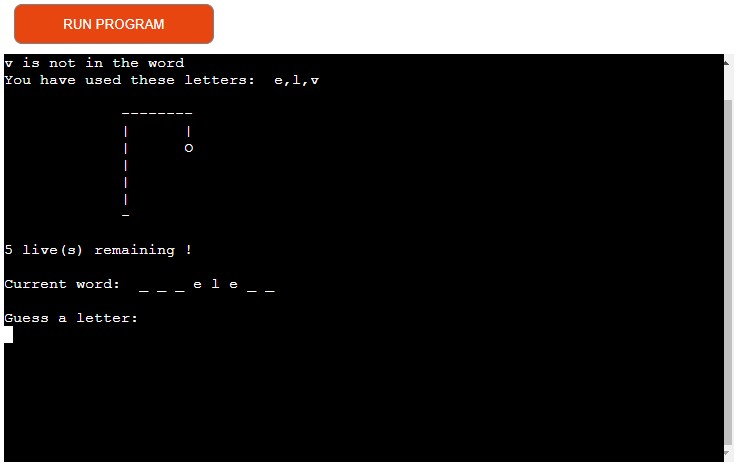 RUN PROGRAM
v is not in the word
You have used these letters:  e,l,v
--------
|      |
|      O
|
|
|
-
5 live(s) remaining !
Current word:  _ _ _ e l e _ _
Guess a letter: